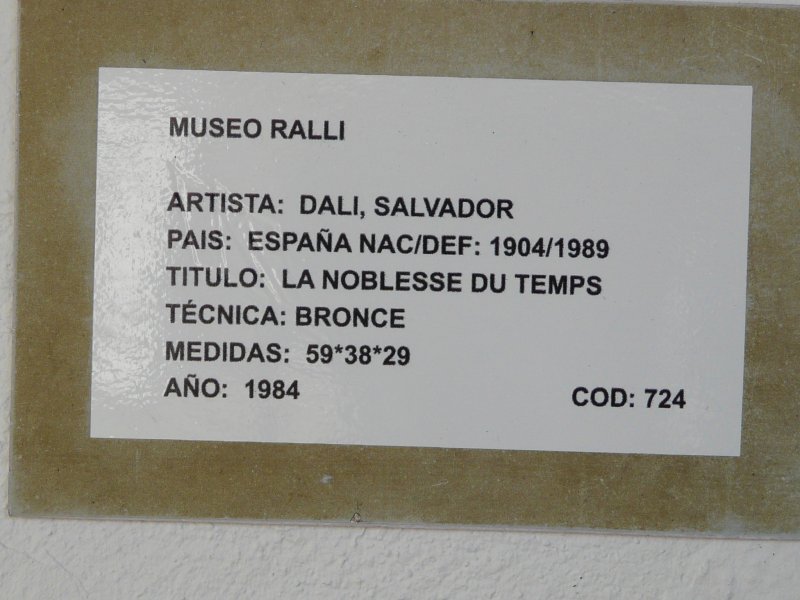 MUSEO RALLI
ARTISTA: DALI, SALVADOR
PAIS: ESPAÑA NAC/DEF: 1904/1989
TITULO: LA NOBLESSE DU TEMPS
TÉCNICA: BRONCE
MEDIDAS: 59*38*29
AÑO: 1984 COD: 724